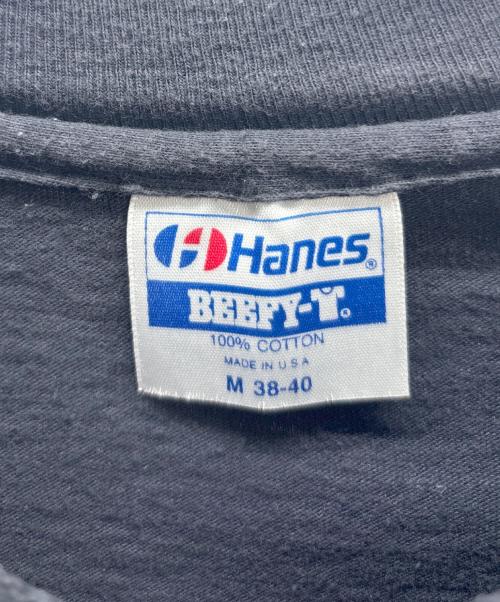 Hanes®
BEEFY-T®
100% COTTON
MADE IN U S A
M 38-40